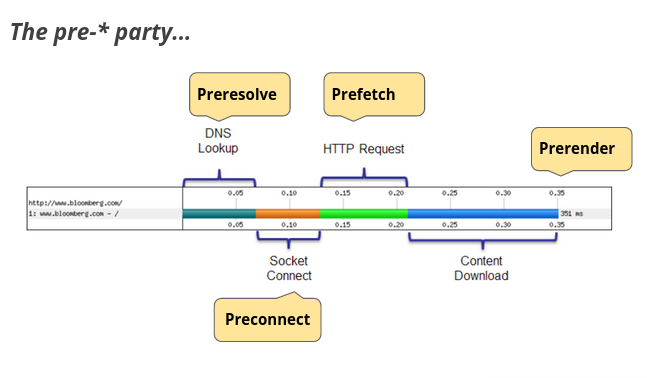 The pre-* party...
Preresolve
Prefetch
DNS
Lookup
HTTP Request
Prerender
0.05 0.10 0.15 0.20 0.25 0.30 0.35
http://www.bloomberg.com/
1: www.bloomberg.com - /
351 ms
0.05 0.10 0.15 0.20 0.25 0.30 0.35
Socket
Connect
Content
Download
Preconnect